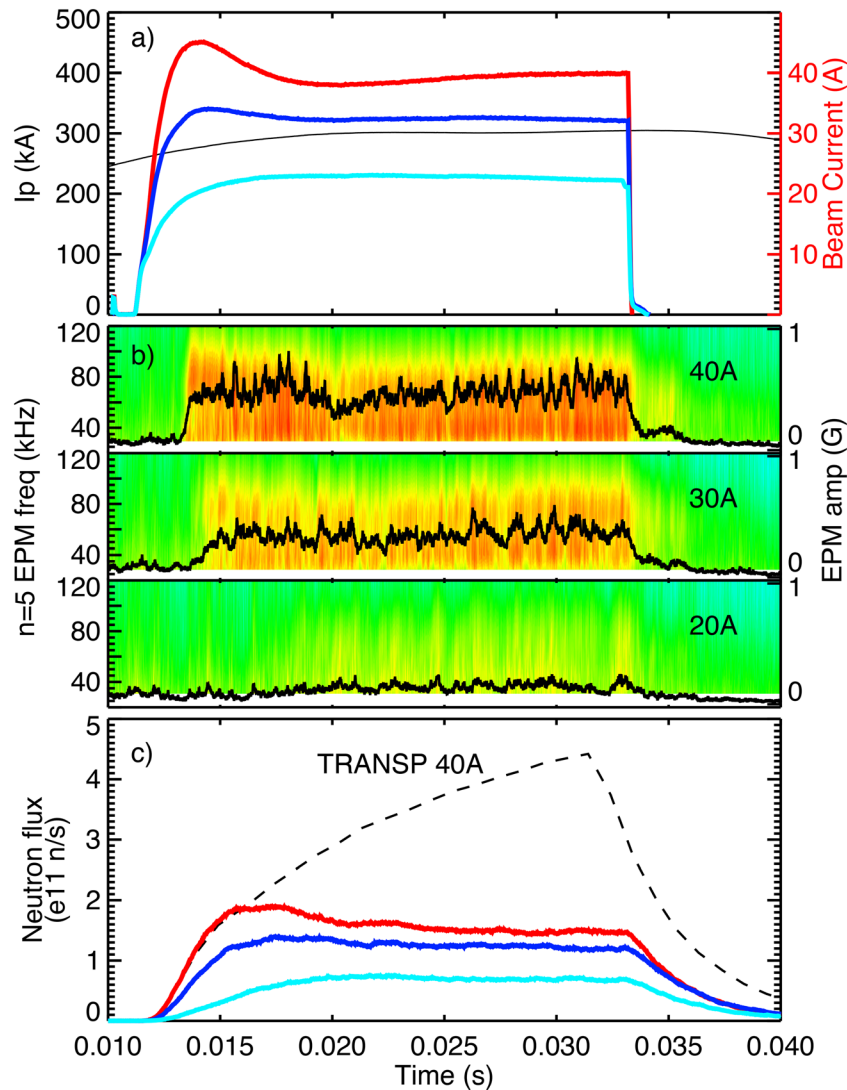 a)
Ip (kA)
500
400
300
200
100
0
Beam Current (A)
40
30
20
10
b)
n=5 EPM freq (kHz)
120
80
40
120
80
40
120
80
40
40A
30A
20A
EPM amp (G)
1
0
1
0
1
0
c)
TRANSP 40A
Neutron flux
(e11 n/s)
5
4
3
2
1
0
0.010 0.015 0.020 0.025 0.030 0.035 0.040
Time (s)